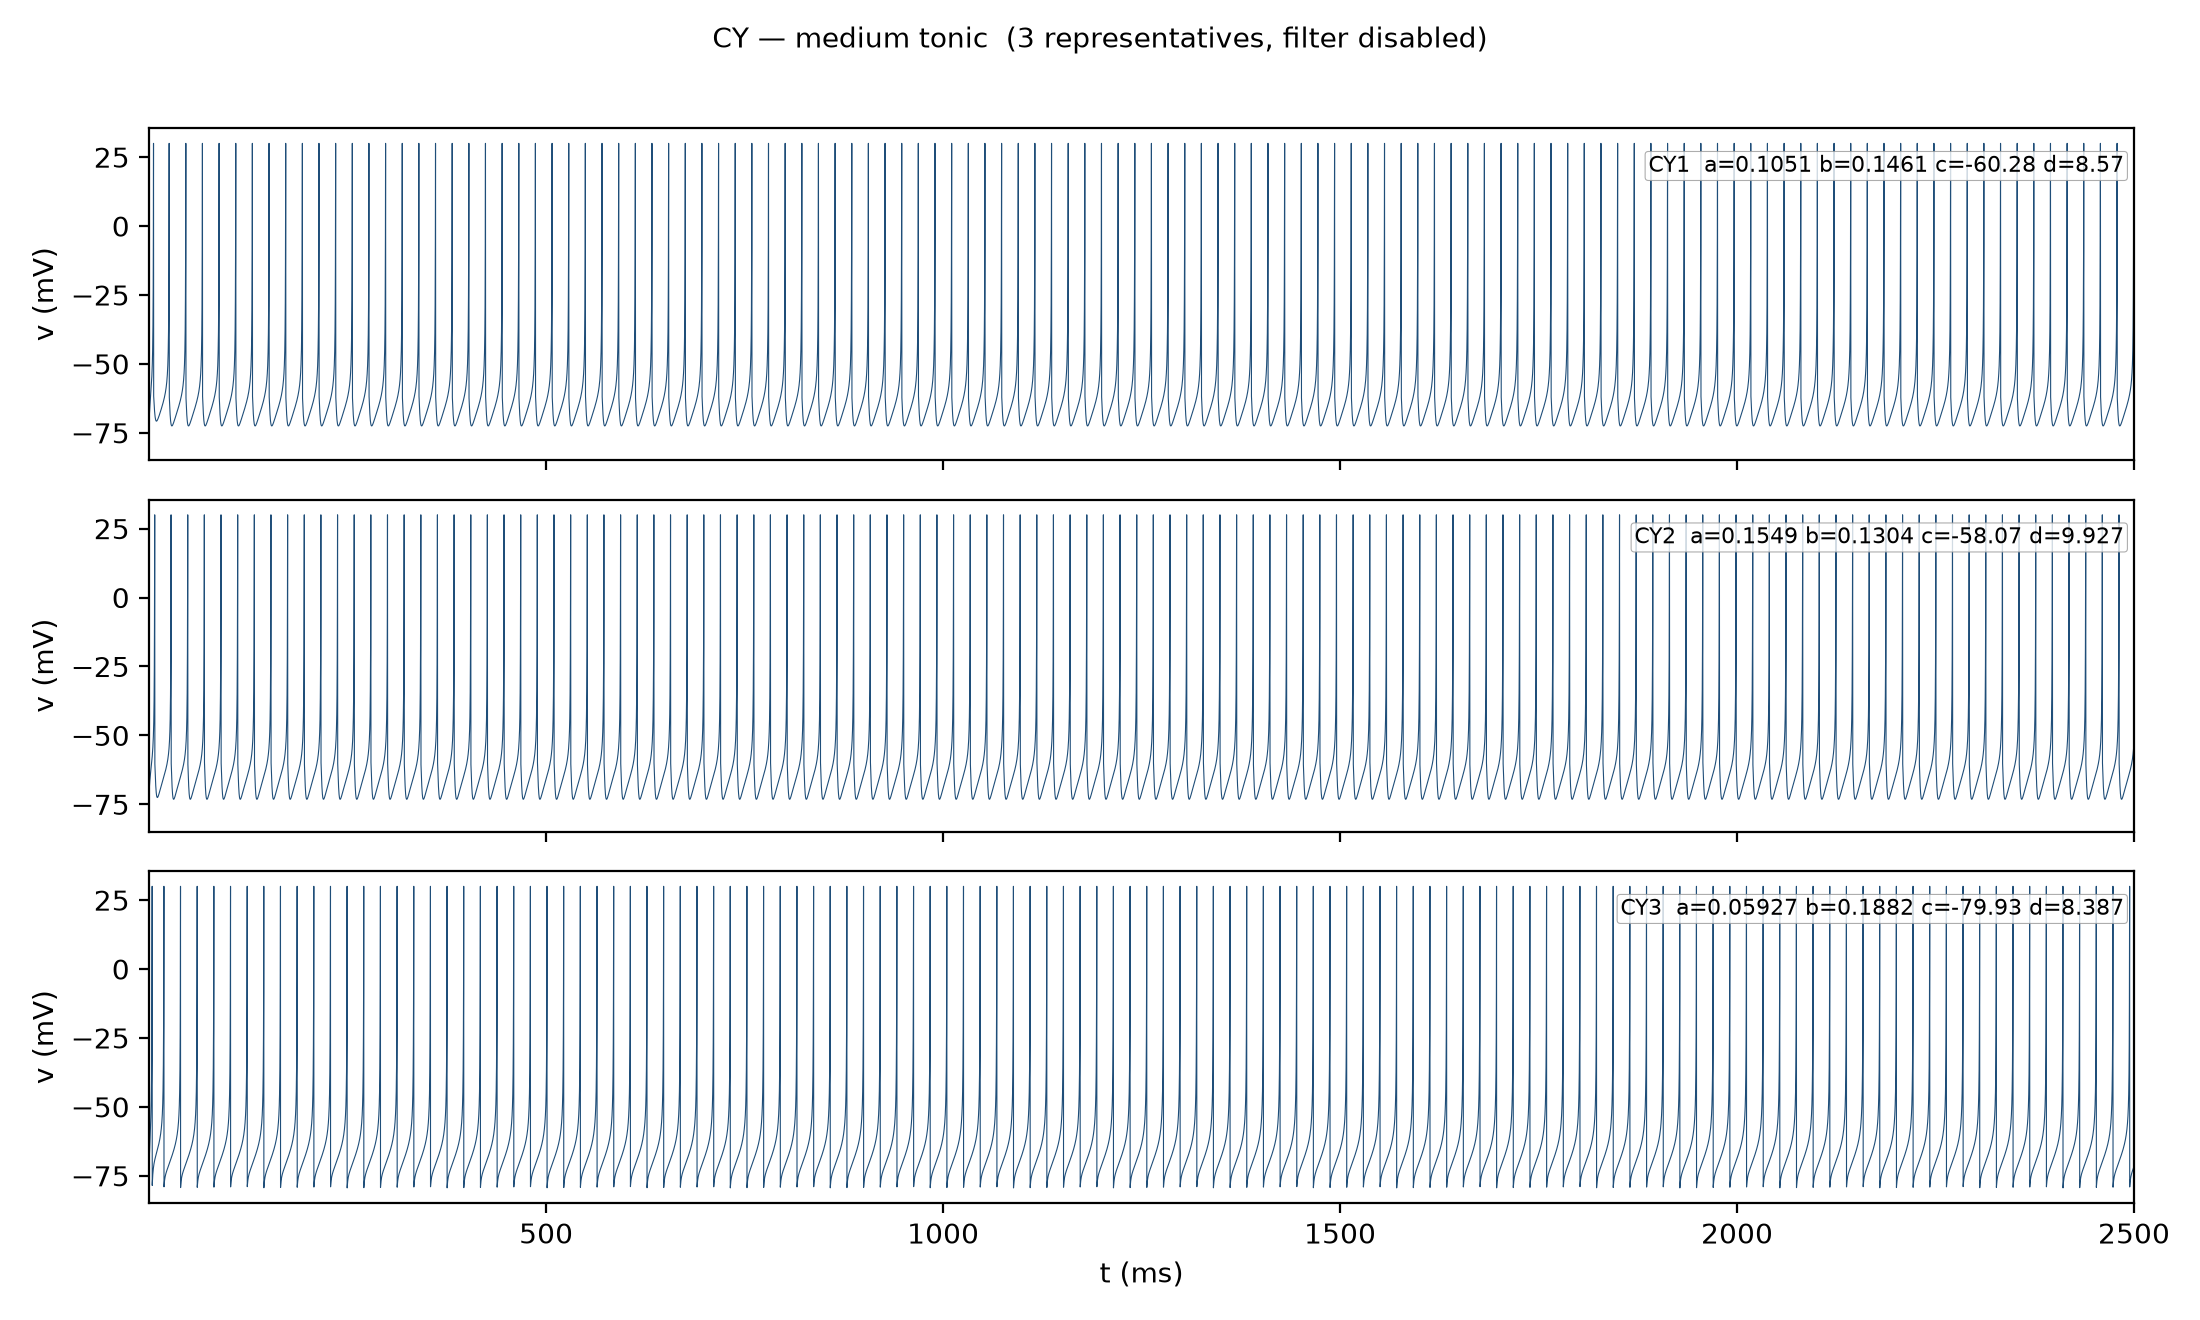 CY — medium tonic  (3 representatives, filter disabled)
25
0
−25
−50
−75
v (mV)
CY1  a=0.1051 b=0.1461 c=-60.28 d=8.57
25
0
−25
−50
−75
v (mV)
CY2  a=0.1549 b=0.1304 c=-58.07 d=9.927
25
0
−25
−50
−75
v (mV)
CY3  a=0.05927 b=0.1882 c=-79.93 d=8.387
500 1000 1500 2000 2500
t (ms)